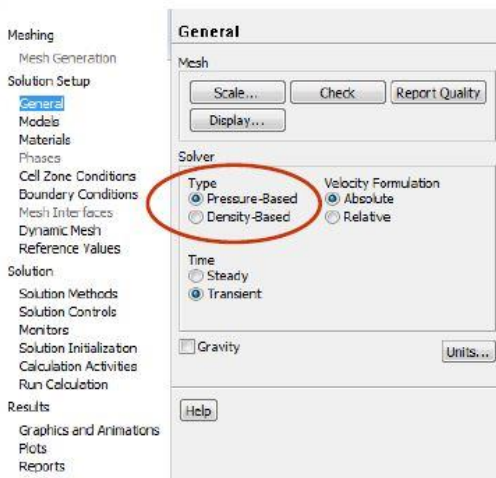 Meshing
Mesh Generation
Solution Setup
General
Models
Materials
Phases
Cell Zone Conditions
Boundary Conditions
Mesh Interfaces
Dynamic Mesh
Reference Values
Solution
Solution Methods
Solution Controls
Monitors
Solution Initialization
Calculation Activities
Run Calculation
Results
Graphics and Animations
Plots
Reports
General
Mesh
Scale... Check Report Quality
Display...
Solver
Type Velocity Formulation
Pressure-Based Absolute
Density-Based Relative
Time
Steady
Transient
Gravity Units...
Help